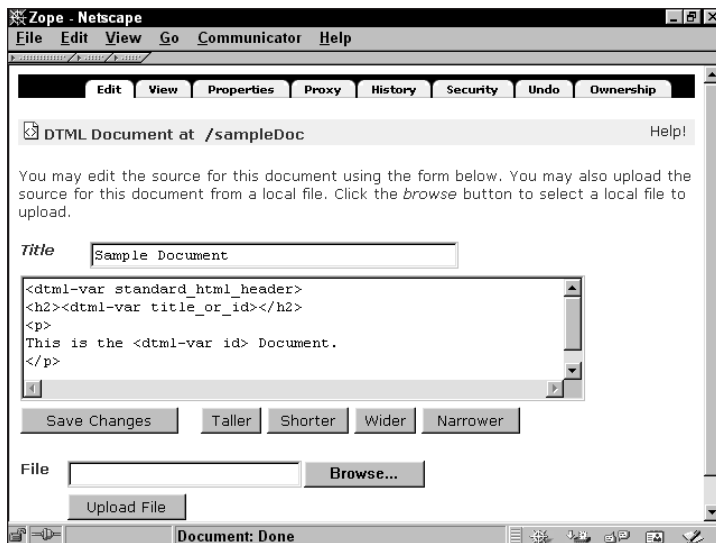 Zope - Netscape
File Edit View Go Communicator Help
Edit View Properties Proxy History Security Undo Ownership
DTML Document at /sampleDoc Help!
You may edit the source for this document using the form below. You may also upload the
source for this document from a local file. Click the browse button to select a local file to
upload.
Title Sample Document
<dtml-var standard_html_header>
<h2><dtml-var title_or_id></h2>
<p>
This is the <dtml-var id> Document.
</p>
Save Changes Taller Shorter Wider Narrower
File Browse...
Upload File
Document: Done